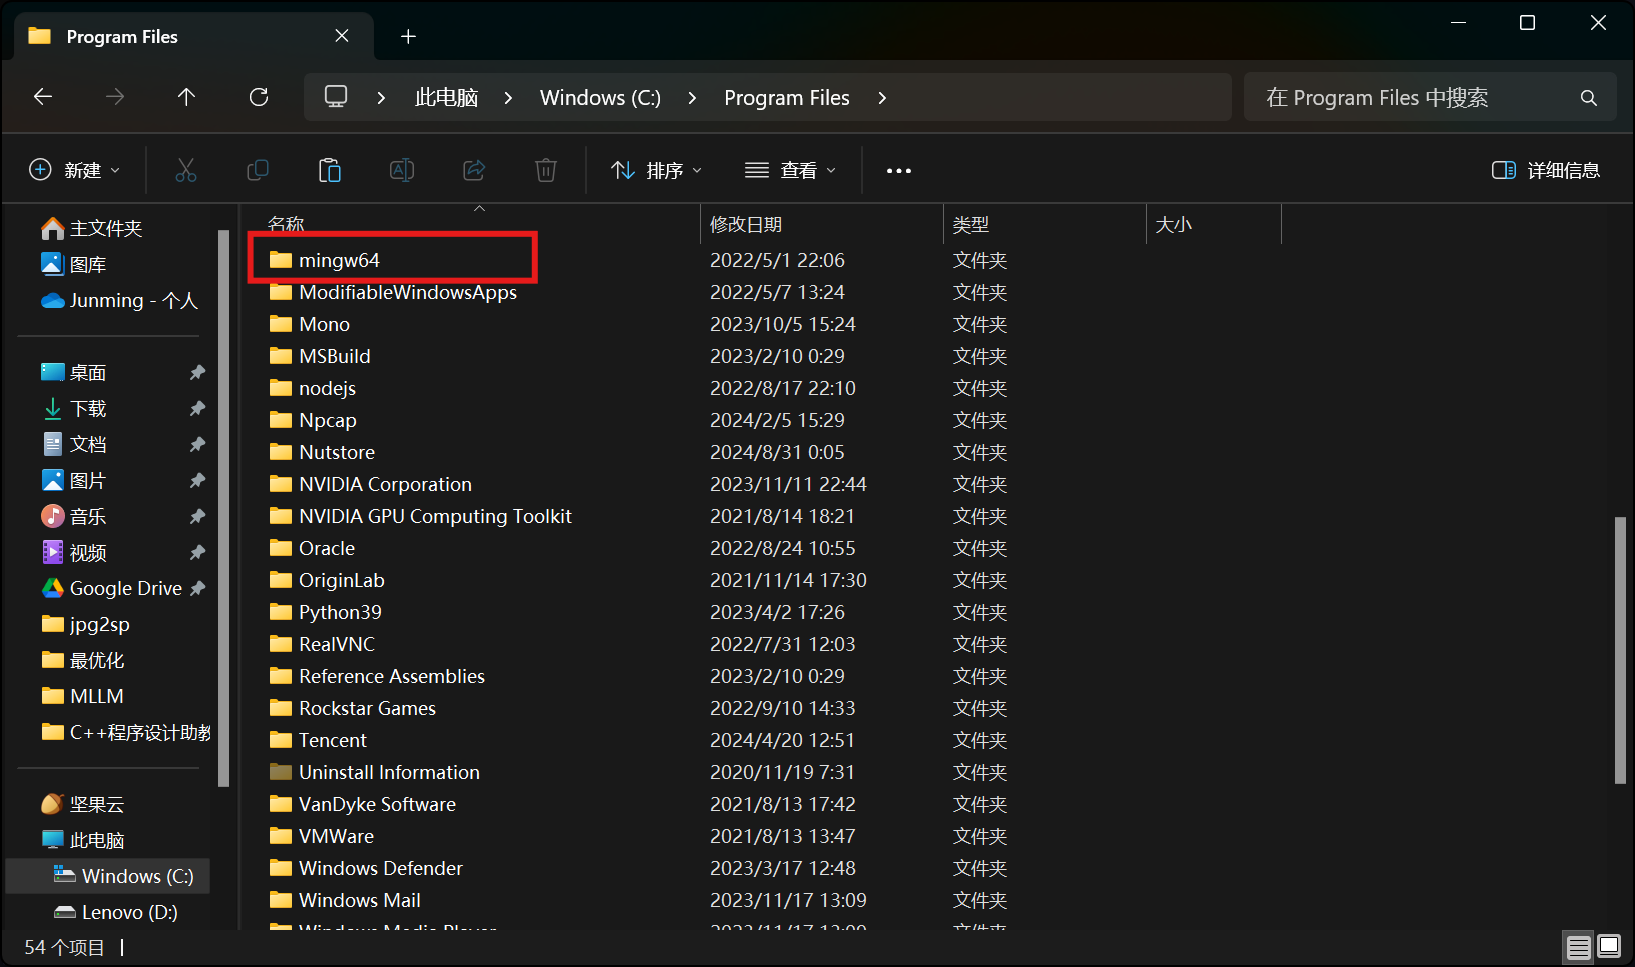 Program Files
此电脑 Windows (C:) Program Files
在 Program Files 中搜索
新建 排序 查看 详细信息
主文件夹
图库
Junming - 个人
桌面
下载
文档
图片
音乐
视频
Google Drive
jpg2sp
最优化
MLLM
C++程序设计助教
坚果云
此电脑
Windows (C:)
Lenovo (D:)
名称 修改日期 类型 大小
mingw64 2022/5/1 22:06 文件夹
ModifiableWindowsApps 2022/5/7 13:24 文件夹
Mono 2023/10/5 15:24 文件夹
MSBuild 2023/2/10 0:29 文件夹
nodejs 2022/8/17 22:10 文件夹
Npcap 2024/2/5 15:29 文件夹
Nutstore 2024/8/31 0:05 文件夹
NVIDIA Corporation 2023/11/11 22:44 文件夹
NVIDIA GPU Computing Toolkit 2021/8/14 18:21 文件夹
Oracle 2022/8/24 10:55 文件夹
OriginLab 2021/11/14 17:30 文件夹
Python39 2023/4/2 17:26 文件夹
RealVNC 2022/7/31 12:03 文件夹
Reference Assemblies 2023/2/10 0:29 文件夹
Rockstar Games 2022/9/10 14:33 文件夹
Tencent 2024/4/20 12:51 文件夹
Uninstall Information 2020/11/19 7:31 文件夹
VanDyke Software 2021/8/13 17:42 文件夹
VMWare 2021/8/13 13:47 文件夹
Windows Defender 2023/3/17 12:48 文件夹
Windows Mail 2023/11/17 13:09 文件夹
Windows Media Player 2023/11/17 13:09 文件夹
54 个项目